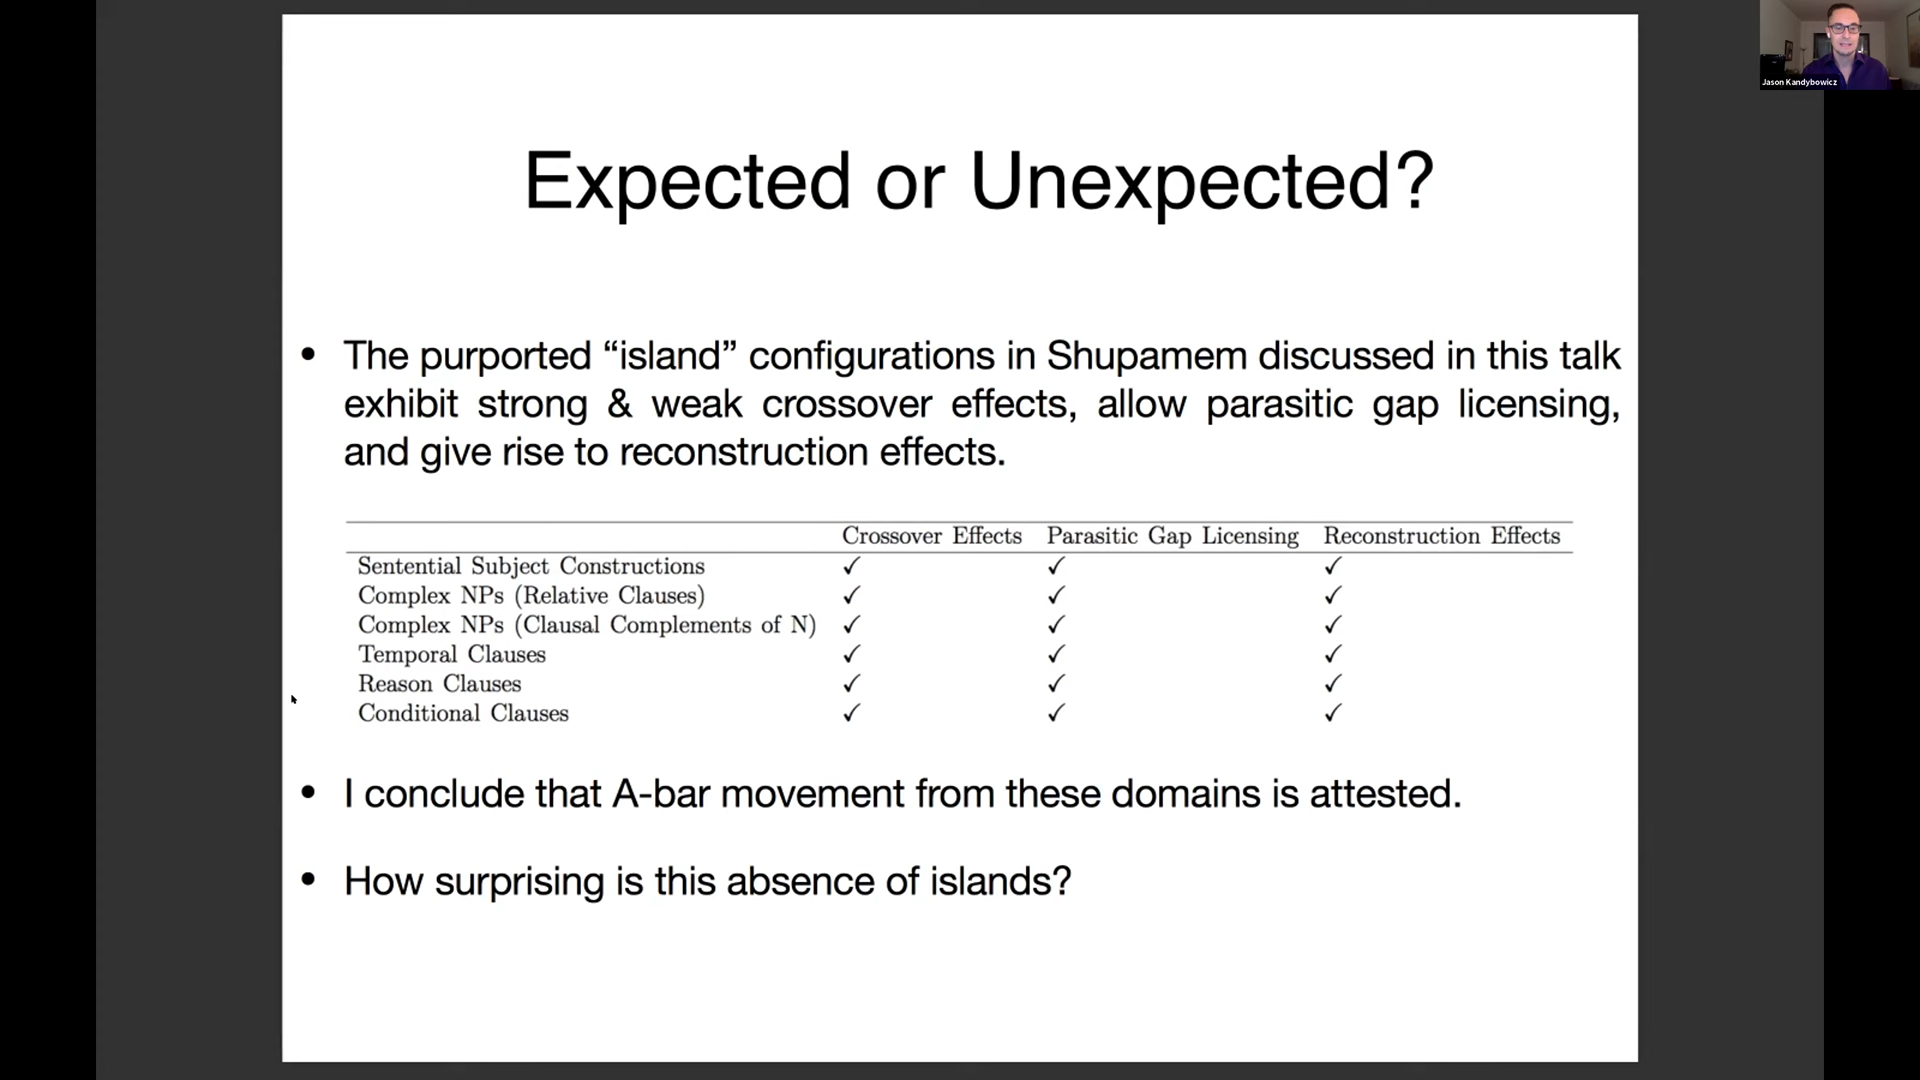 Jason Kandybowicz
Expected or Unexpected?
• The purported “island” configurations in Shupamem discussed in this talk
exhibit strong & weak crossover effects, allow parasitic gap licensing,
and give rise to reconstruction effects.
Crossover Effects Parasitic Gap Licensing Reconstruction Effects
Sentential Subject Constructions ✓ ✓ ✓
Complex NPs (Relative Clauses) ✓ ✓ ✓
Complex NPs (Clausal Complements of N) ✓ ✓ ✓
Temporal Clauses ✓ ✓ ✓
Reason Clauses ✓ ✓ ✓
Conditional Clauses ✓ ✓ ✓
• I conclude that A-bar movement from these domains is attested.
• How surprising is this absence of islands?